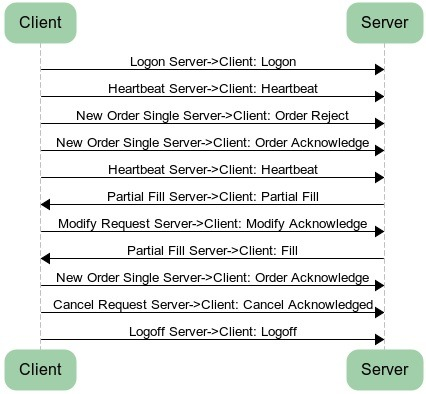 Client Server
Logon Server->Client: Logon
Heartbeat Server->Client: Heartbeat
New Order Single Server->Client: Order Reject
New Order Single Server->Client: Order Acknowledge
Heartbeat Server->Client: Heartbeat
Partial Fill Server->Client: Partial Fill
Modify Request Server->Client: Modify Acknowledge
Partial Fill Server->Client: Fill
New Order Single Server->Client: Order Acknowledge
Cancel Request Server->Client: Cancel Acknowledged
Logoff Server->Client: Logoff
Client Server